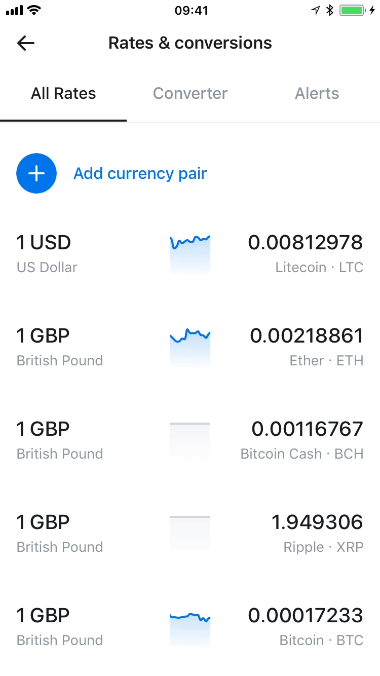 09:41
Rates & conversions
All Rates Converter Alerts
Add currency pair
1 USD 0.00812978
US Dollar Litecoin · LTC
1 GBP 0.00218861
British Pound Ether · ETH
1 GBP 0.00116767
British Pound Bitcoin Cash · BCH
1 GBP 1.949306
British Pound Ripple · XRP
1 GBP 0.00017233
British Pound Bitcoin · BTC